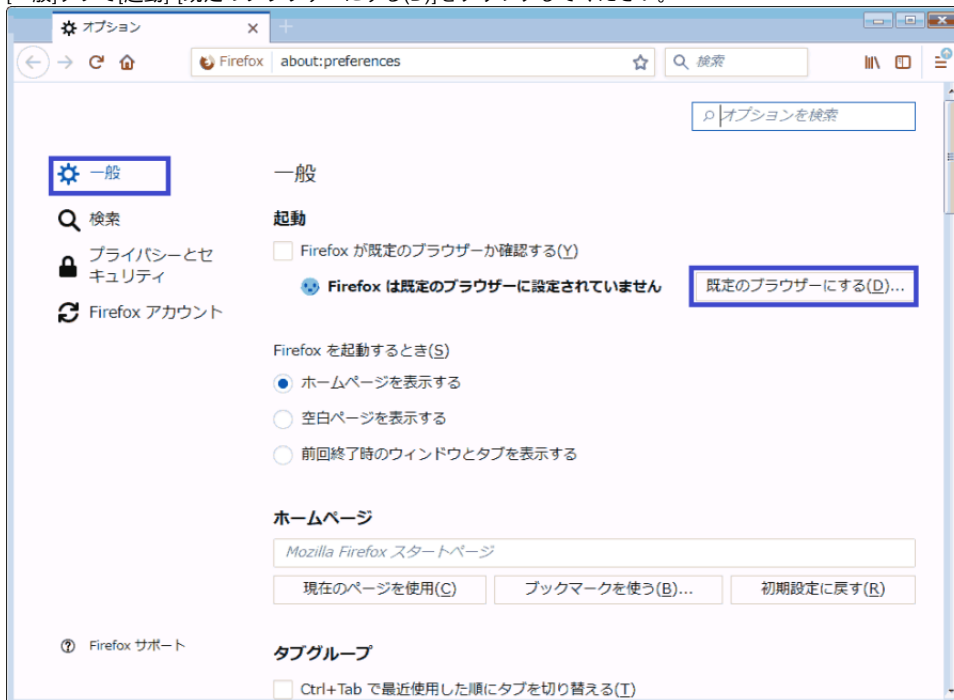 オプション
Firefox about:preferences 検索
オプションを検索
一般
検索
プライバシーとセ
キュリティ
Firefox アカウント
Firefox サポート
一般
起動
Firefox が既定のブラウザーか確認する(Y)
Firefox は既定のブラウザーに設定されていません 既定のブラウザーにする(D)...
Firefox を起動するとき(S)
ホームページを表示する
空白ページを表示する
前回終了時のウィンドウとタブを表示する
ホームページ
Mozilla Firefox スタートページ
現在のページを使用(C) ブックマークを使う(B)... 初期設定に戻す(R)
タブグループ
Ctrl+Tab で最近使用した順にタブを切り替える(T)